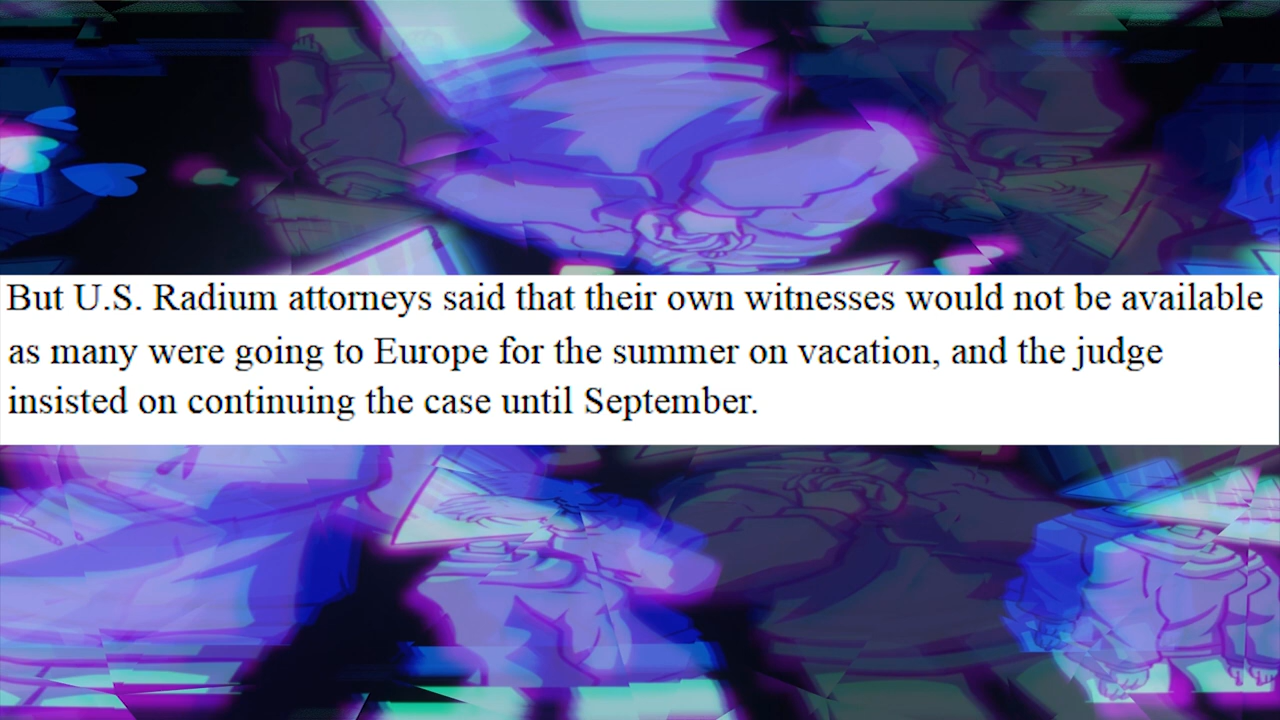 But U.S. Radium attorneys said that their own witnesses would not be available
as many were going to Europe for the summer on vacation, and the judge
insisted on continuing the case until September.